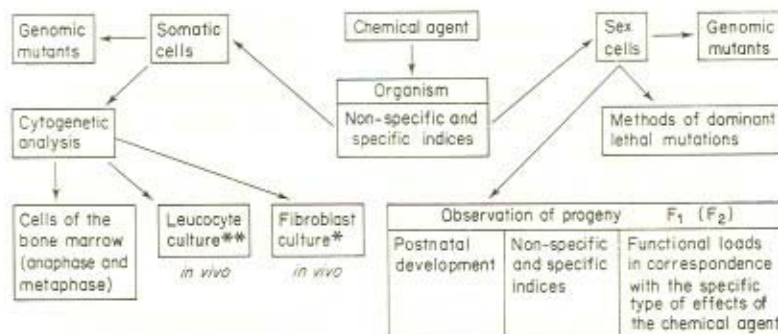 Genomic
mutants
Somatic
cells
Chemical agent
Sex
cells
Genomic
mutants
Organism
Non-specific and
specific indices
Cytogenetic
analysis
Methods of dominant
lethal mutations
Cells of the
bone marrow
(anaphase and
metaphase)
Leucocyte
culture**
in vivo
Fibroblast
culture*
in vivo
Observation of progeny F₁ (F₂)
Postnatal
development
Non-specific
and specific
indices
Functional loads
in correspondence
with the specific
type of effects of
the chemical agent